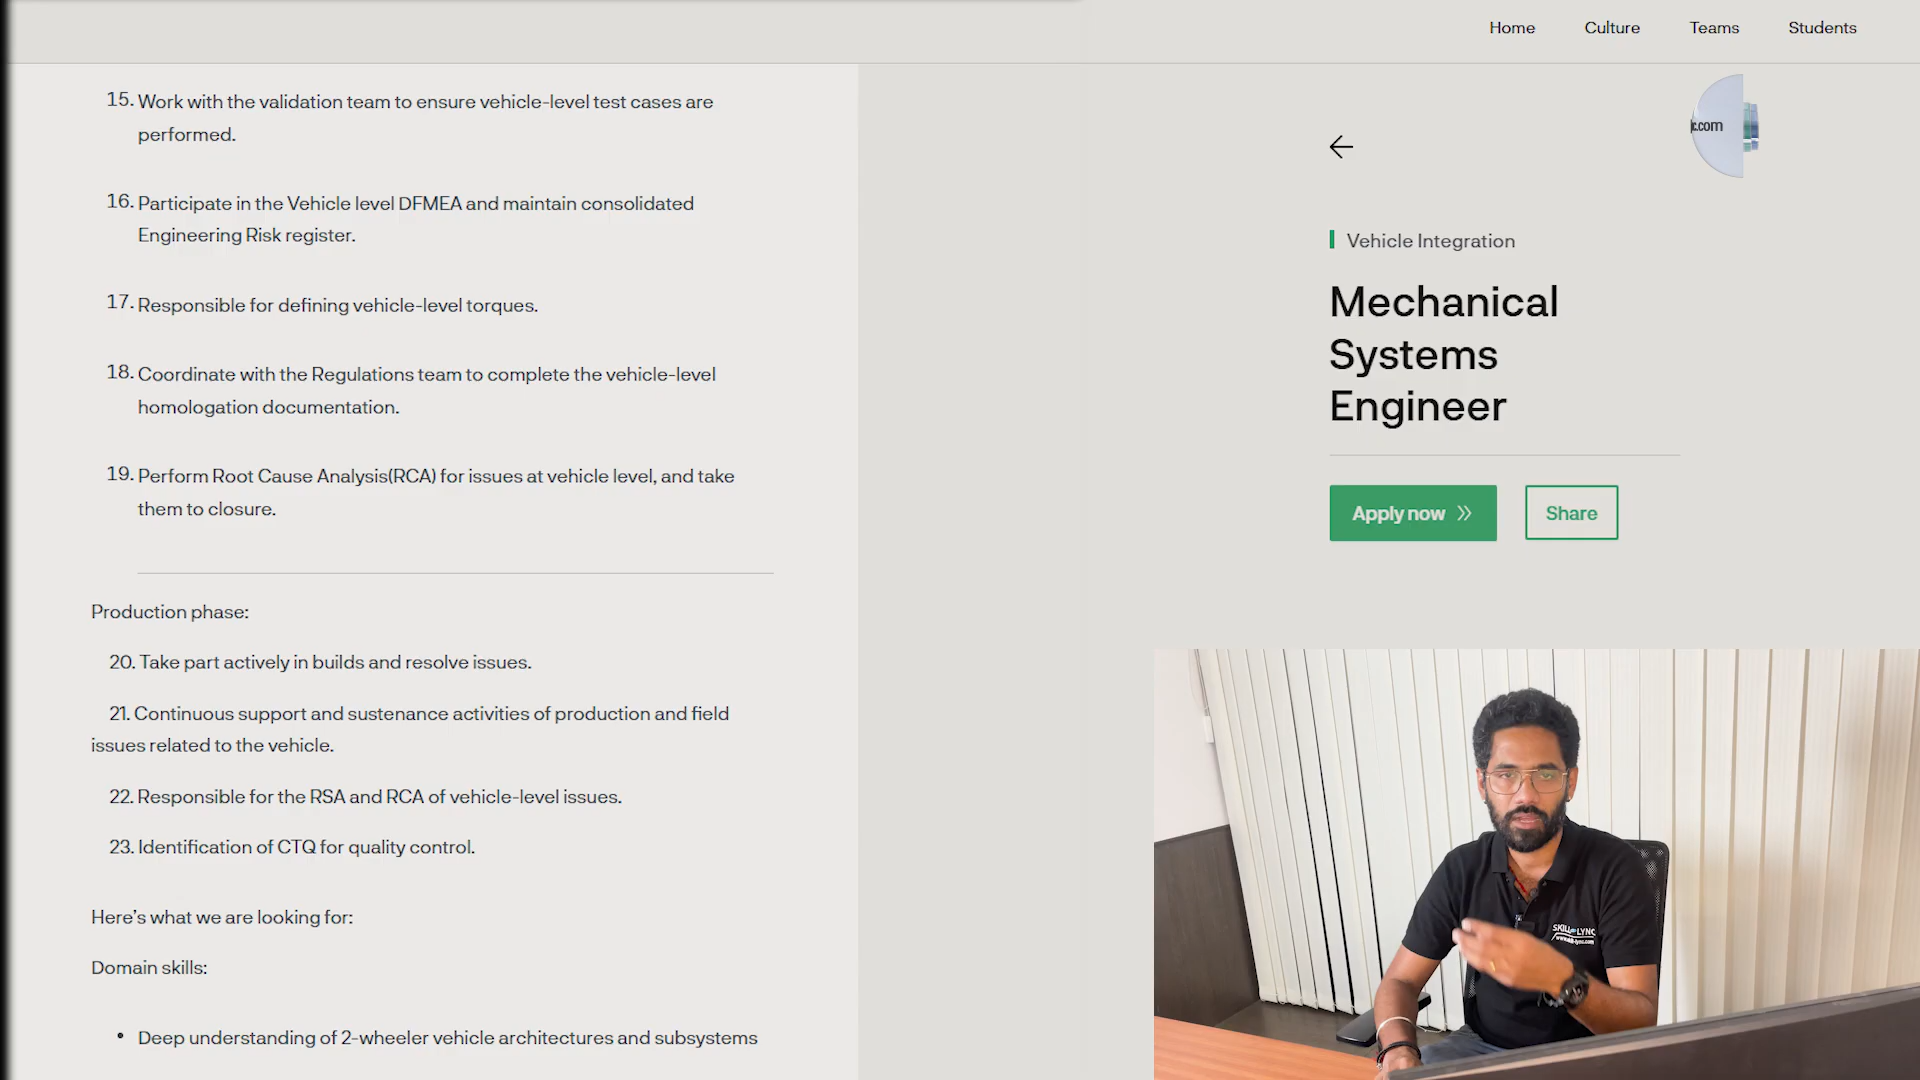 Home Culture Teams Students
15. Work with the validation team to ensure vehicle-level test cases are
performed.
16. Participate in the Vehicle level DFMEA and maintain consolidated
Engineering Risk register.
17. Responsible for defining vehicle-level torques.
18. Coordinate with the Regulations team to complete the vehicle-level
homologation documentation.
19. Perform Root Cause Analysis(RCA) for issues at vehicle level, and take
them to closure.
Production phase:
20. Take part actively in builds and resolve issues.
21. Continuous support and sustenance activities of production and field
issues related to the vehicle.
22. Responsible for the RSA and RCA of vehicle-level issues.
23. Identification of CTQ for quality control.
Here's what we are looking for:
Domain skills:
• Deep understanding of 2-wheeler vehicle architectures and subsystems
.com
Vehicle Integration
Mechanical
Systems
Engineer
Apply now
Share
SKILL LYNC